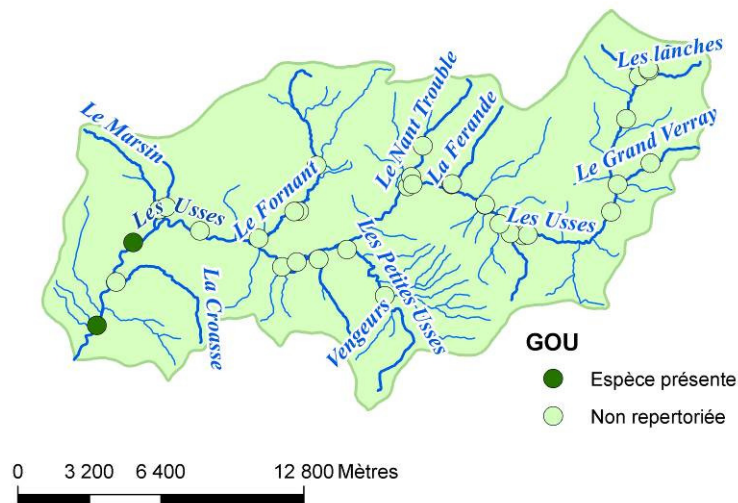 Les lânches
Le Marsin
Le Nant Trouble
La Ferande
Le Grand Verray
Les Usses
Le Fornant
Les Usses
La Croasse
Les Petites Usses
Vengeurs
GOU
Espèce présente
Non repertoriée
0 3 200 6 400 12 800 Mètres